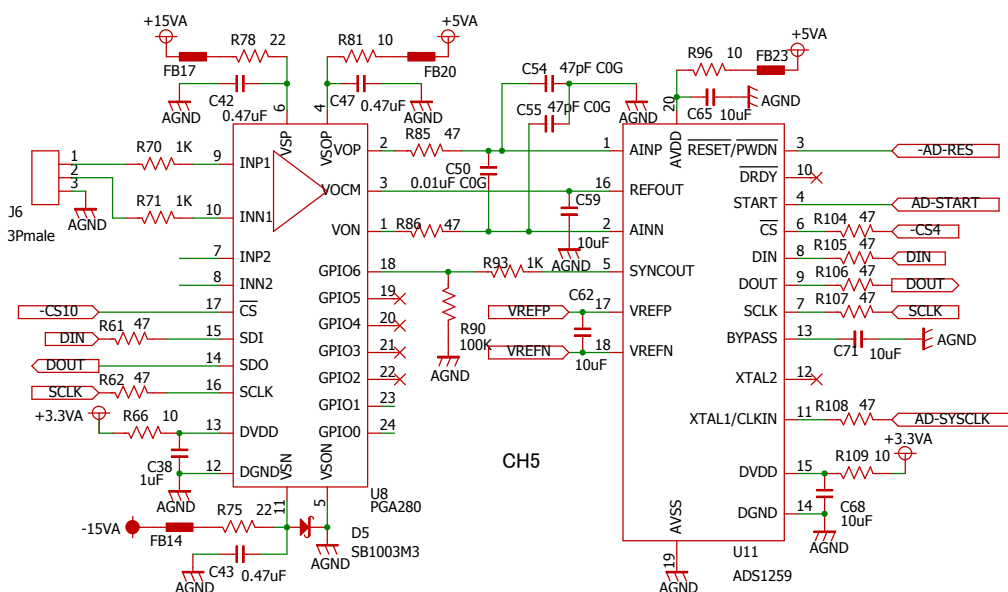 +15VA
+5VA
R78 22
R81 10
FB17
FB20
C42
0.47uF
C47
0.47uF
AGND
AGND
6
4
VSP
VSOP
C54
47pF C0G
C55
47pF C0G
AGND
R96 10
FB23
+5VA
20
C65
10uF
AGND
AVDD
1
2
3
J6
3Pmale
AGND
R70 1K
R71 1K
9 INP1
10 INN1
7 INP2
8 INN2
-CS10
17 CS
DIN
R61 47
15 SDI
DOUT
14 SDO
SCLK
R62 47
16 SCLK
+3.3VA
R66 10
13 DVDD
C38
1uF
12 DGND
AGND
VSN
VSON
11
5
VOP 2
VOCM 3
VON 1
GPIO6 18
GPIO5 19
GPIO4 20
GPIO3 21
GPIO2 22
GPIO1 23
GPIO0 24
U8
PGA280
-15VA
FB14
R75 22
C43
0.47uF
AGND
D5
SB1003M3
AGND
R85 47
C50
0.01uF C0G
R86 47
C59
10uF
AGND
R93 1K
R90
100K
AGND
VREFP
C62
VREFN
10uF
CH5
1 AINP
16 REFOUT
2 AINN
5 SYNCOUT
17 VREFP
18 VREFN
RESET/PWDN 3
-AD-RES
DRDY 10
START 4
AD-START
CS 6
R104 47
-CS4
DIN 8
R105 47
DIN
DOUT 9
R106 47
DOUT
SCLK 7
R107 47
SCLK
BYPASS 13
C71 10uF
AGND
XTAL2 12
XTAL1/CLKIN 11
R108 47
AD-SYSCLK
+3.3VA
DVDD 15
R109 10
C68
10uF
DGND 14
AGND
AVSS
19
AGND
U11
ADS1259